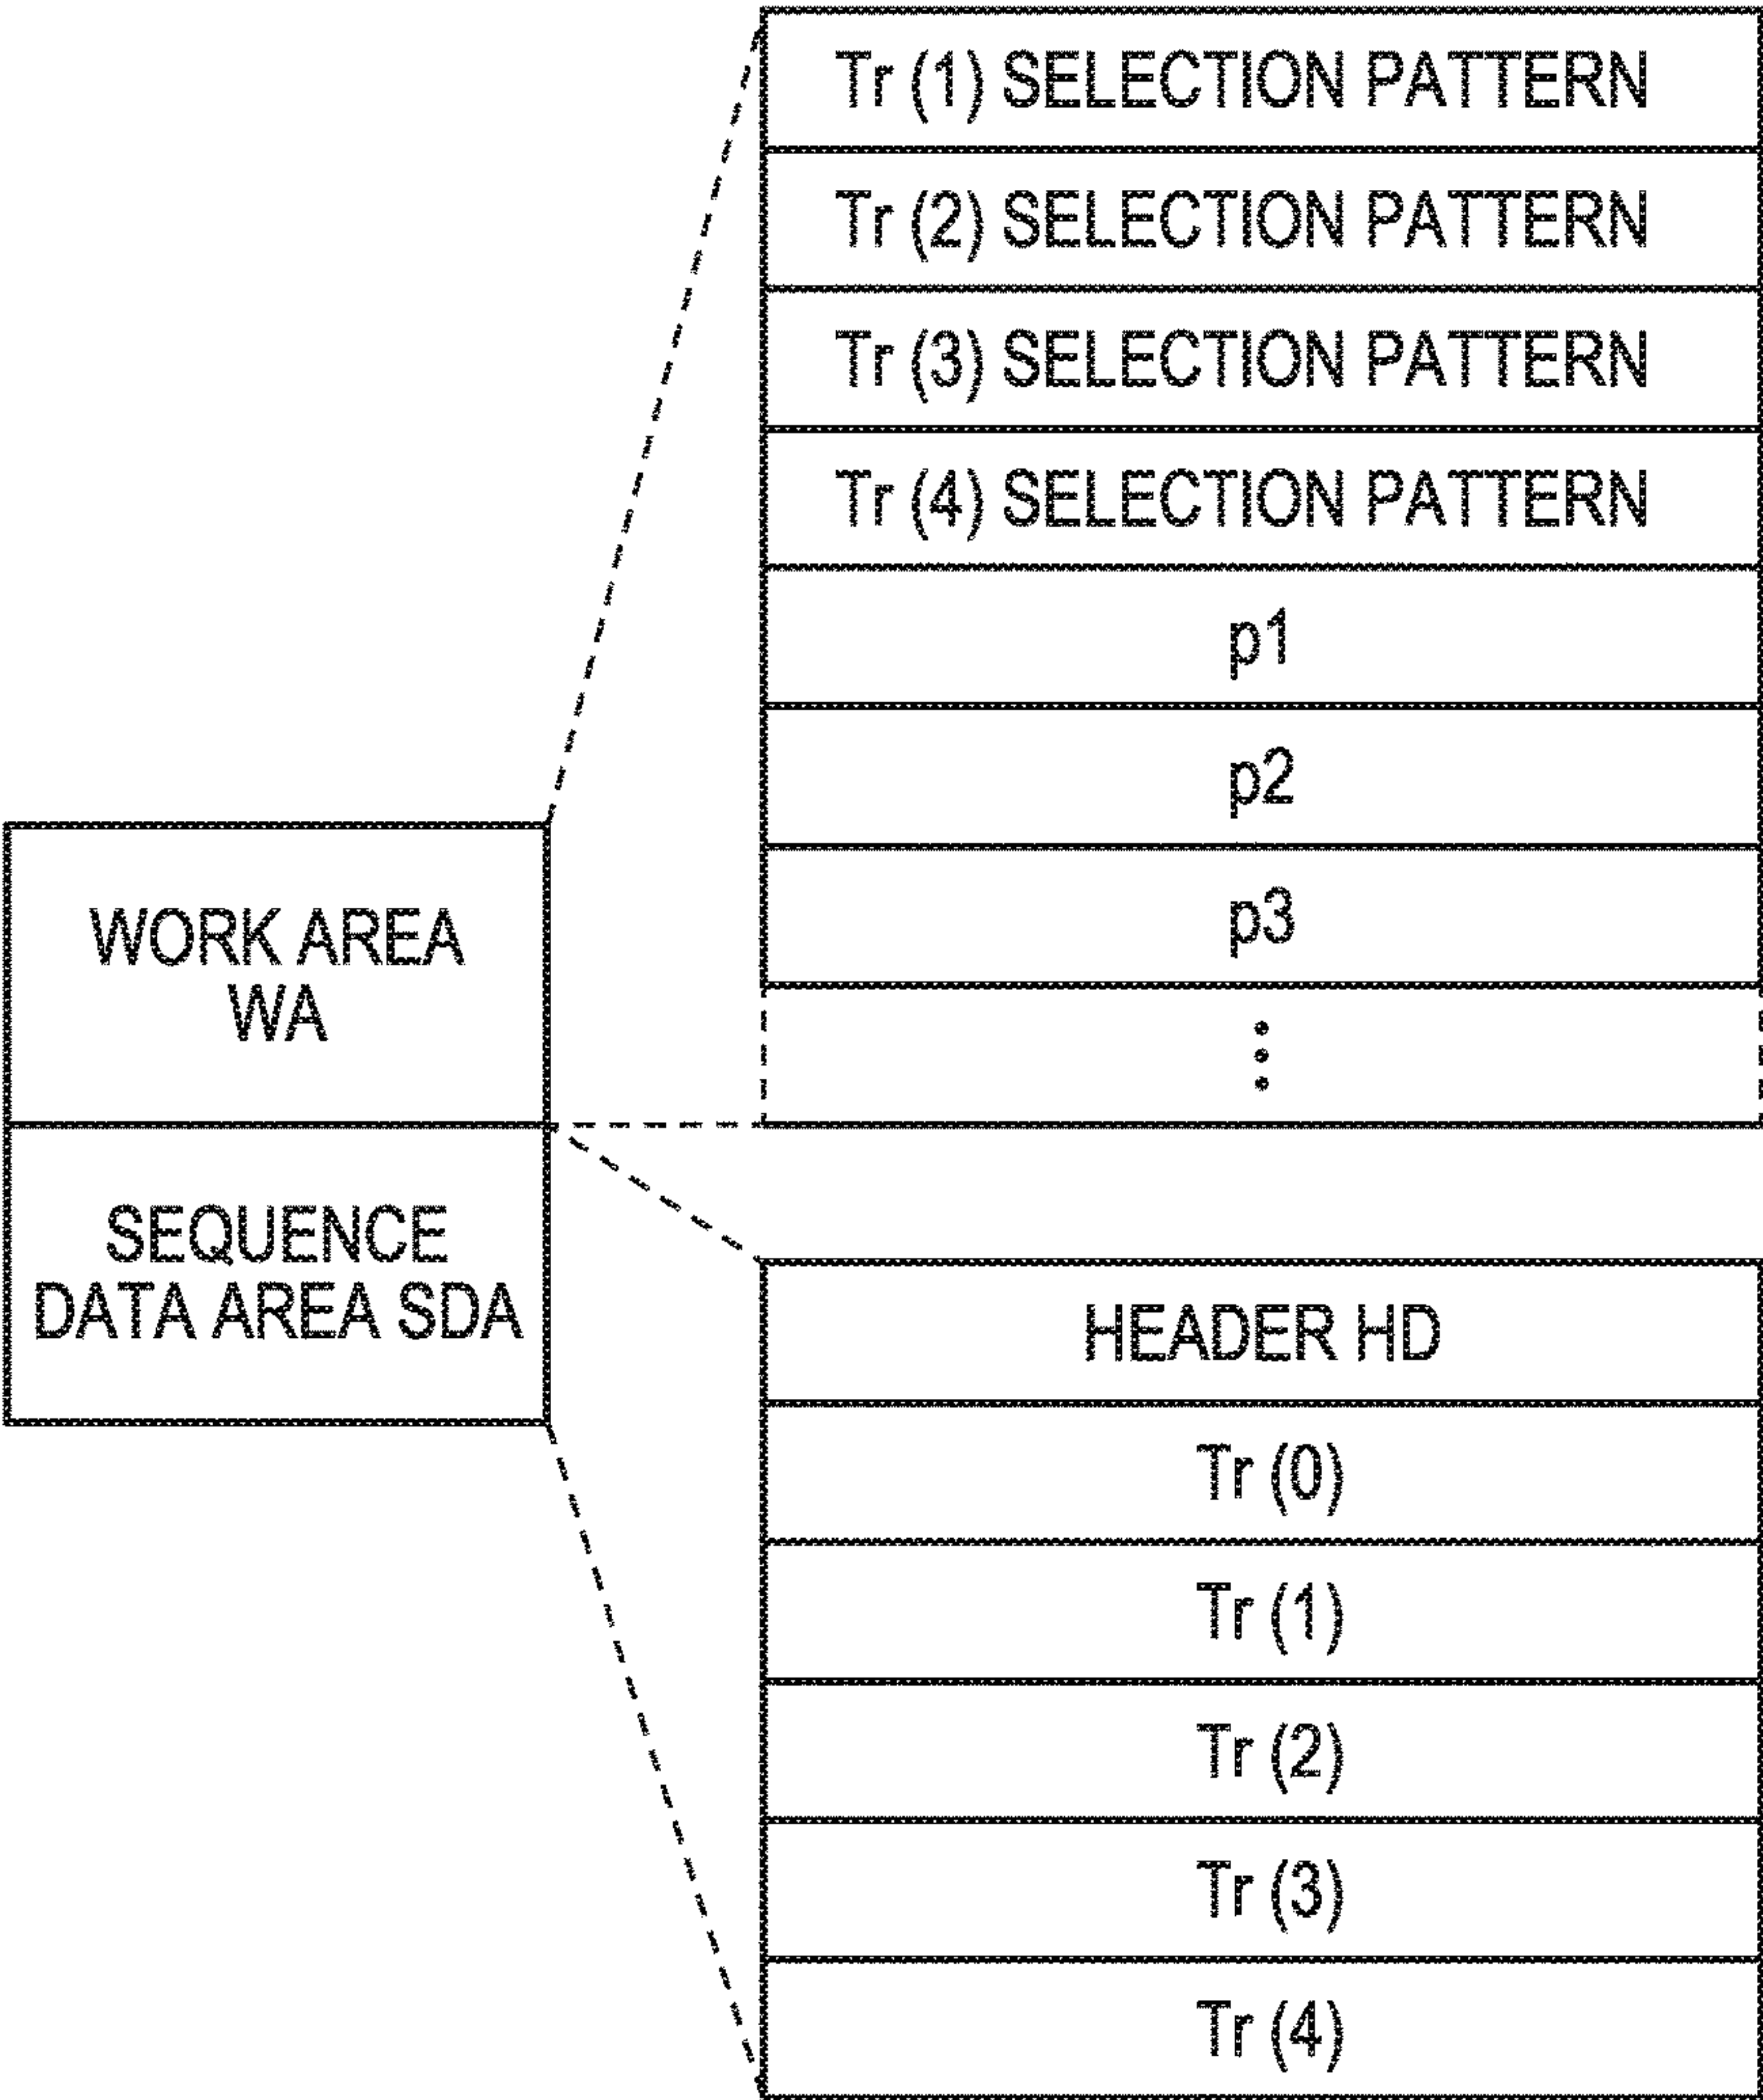 Tr (1) SELECTION PATTERN
Tr (2) SELECTION PATTERN
Tr (3) SELECTION PATTERN
Tr (4) SELECTION PATTERN
p1
p2
p3
⋮
WORK AREA
WA
SEQUENCE
DATA AREA SDA
HEADER HD
Tr (0)
Tr (1)
Tr (2)
Tr (3)
Tr (4)